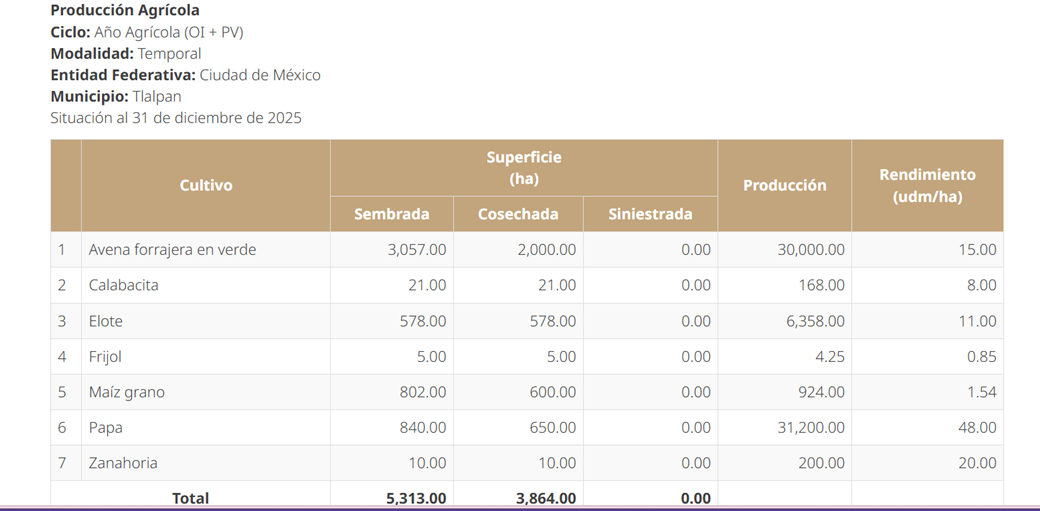 Producción Agrícola
Ciclo: Año Agrícola (OI + PV)
Modalidad: Temporal
Entidad Federativa: Ciudad de México
Municipio: Tlalpan
Situación al 31 de diciembre de 2025
Cultivo Superficie (ha) Producción Rendimiento (udm/ha)
Sembrada Cosechada Siniestrada
1 Avena forrajera en verde 3,057.00 2,000.00 0.00 30,000.00 15.00
2 Calabacita 21.00 21.00 0.00 168.00 8.00
3 Elote 578.00 578.00 0.00 6,358.00 11.00
4 Frijol 5.00 5.00 0.00 4.25 0.85
5 Maíz grano 802.00 600.00 0.00 924.00 1.54
6 Papa 840.00 650.00 0.00 31,200.00 48.00
7 Zanahoria 10.00 10.00 0.00 200.00 20.00
Total 5,313.00 3,864.00 0.00